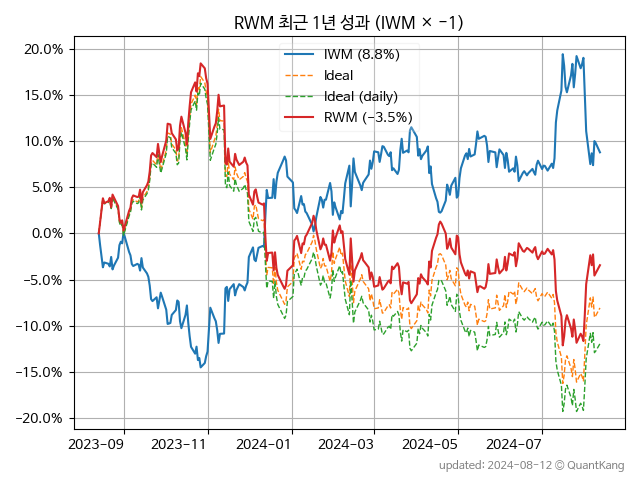 RWM 최근 1년 성과 (IWM × −1)
IWM (8.8%)
Ideal
Ideal (daily)
RWM (−3.5%)
20.0%
15.0%
10.0%
5.0%
0.0%
−5.0%
−10.0%
−15.0%
−20.0%
2023-09 2023-11 2024-01 2024-03 2024-05 2024-07
updated: 2024-08-12 © QuantKang